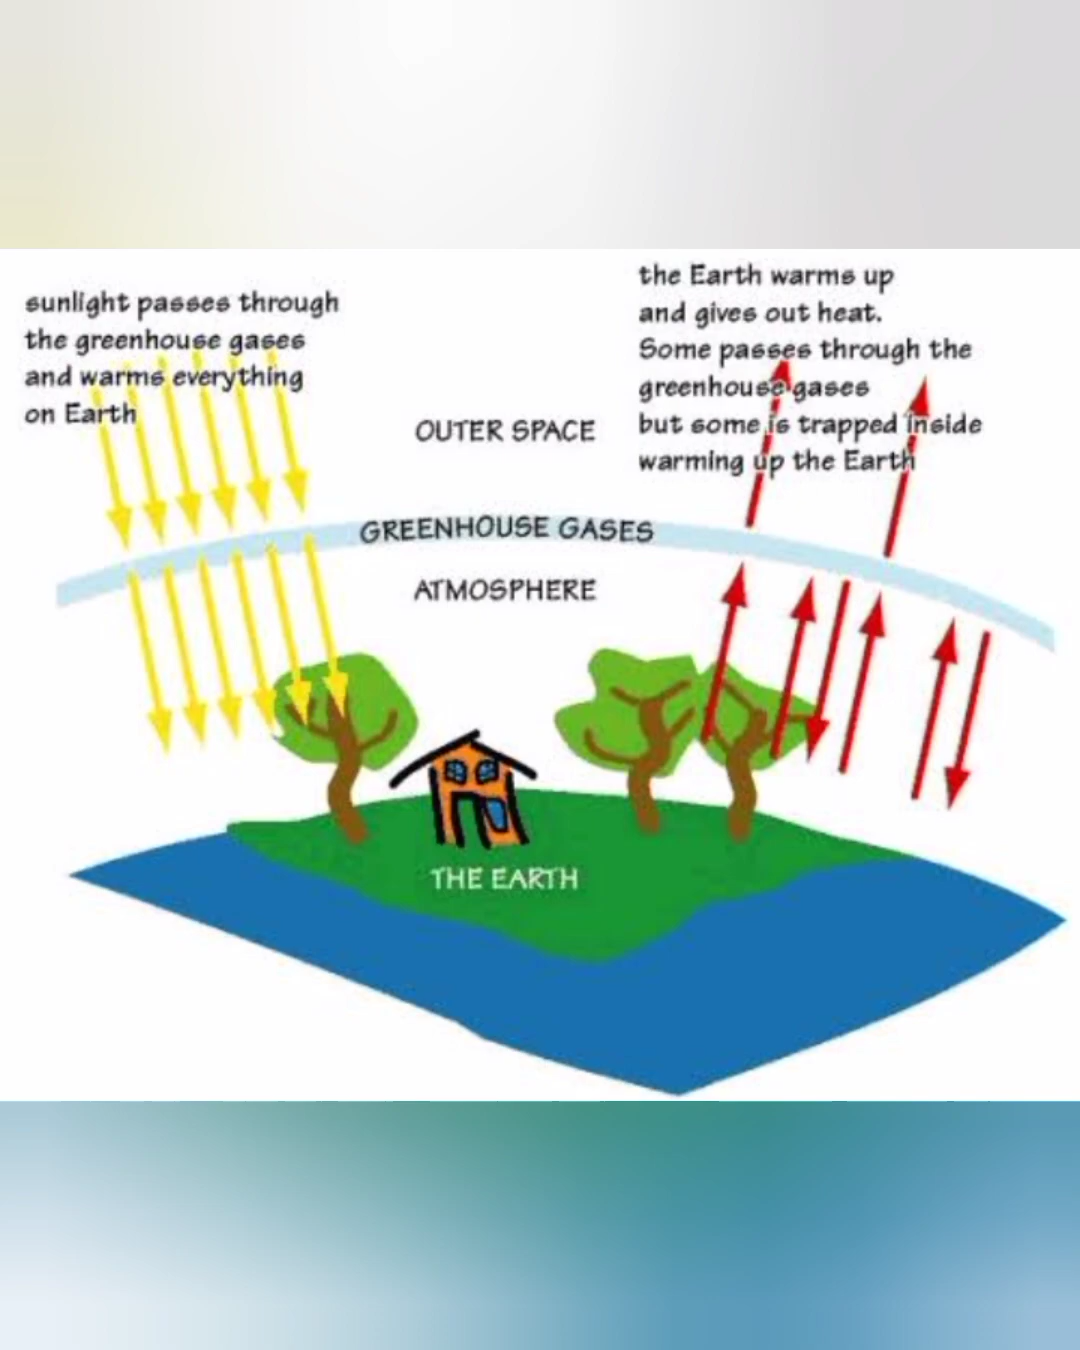 sunlight passes through
the greenhouse gases
and warms everything
on Earth
the Earth warms up
and gives out heat.
Some passes through the
greenhouse gases
but some is trapped inside
warming up the Earth
OUTER SPACE
GREENHOUSE GASES
ATMOSPHERE
THE EARTH